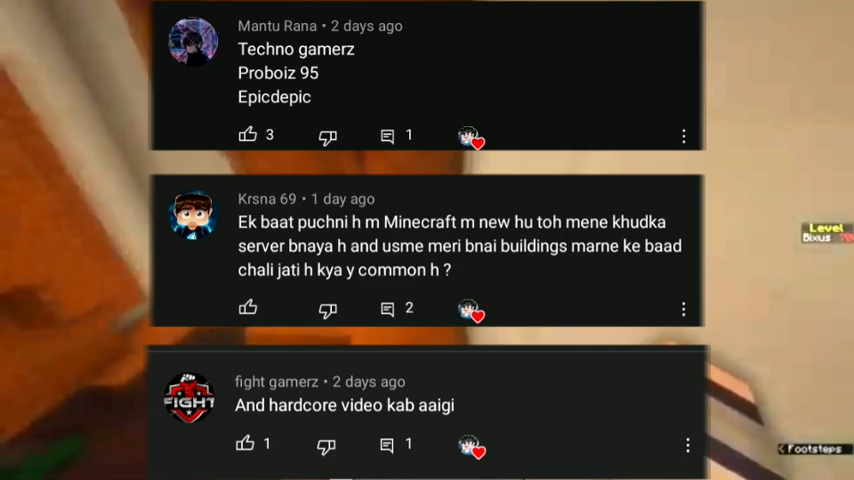 Mantu Rana • 2 days ago
Techno gamerz
Proboiz 95
Epicdepic
3
1
Krsna 69 • 1 day ago
Ek baat puchni h m Minecraft m new hu toh mene khudka
server bnaya h and usme meri bnai buildings marne ke baad
chali jati h kya y common h ?
2
Level
Bixus
FIGHT
fight gamerz • 2 days ago
And hardcore video kab aaigi
1
1
< Footsteps